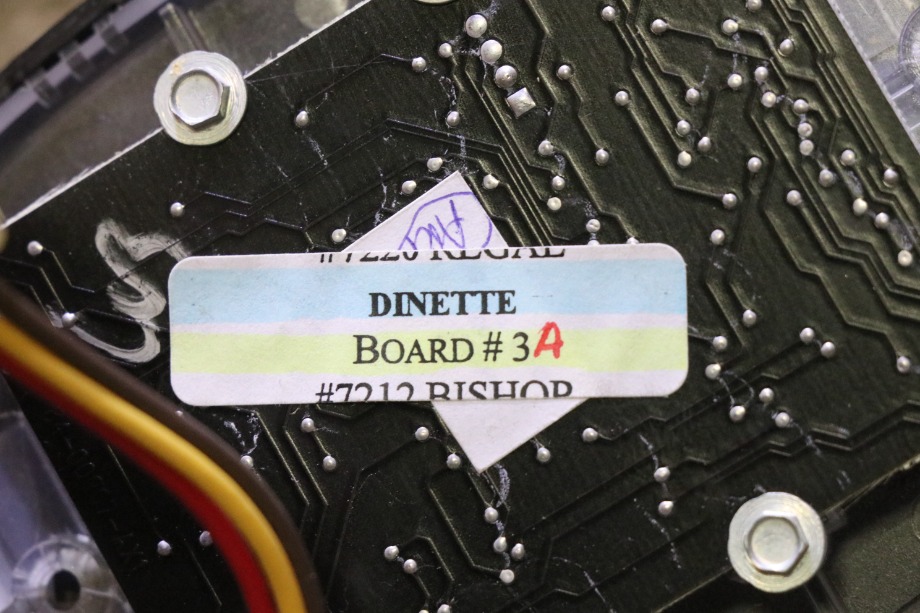 #7220 REGAL
DINETTE
BOARD # 3A
#7212 BISHOP